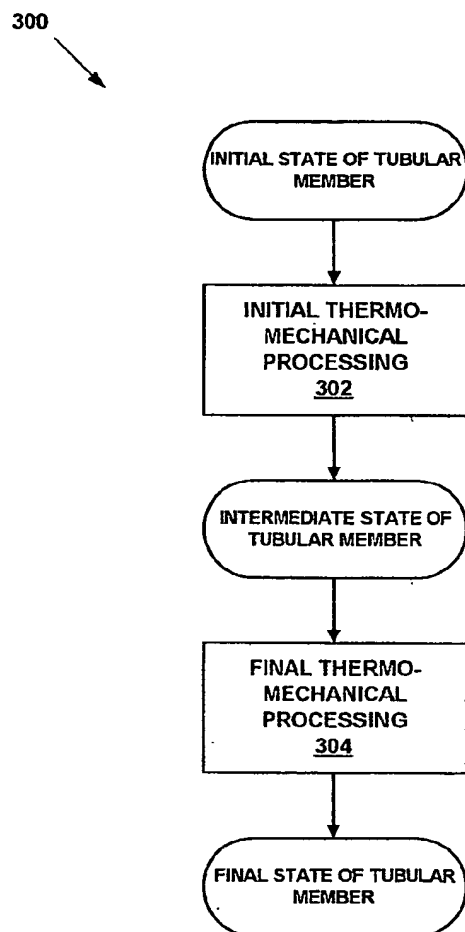 300
INITIAL STATE OF TUBULAR
MEMBER
INITIAL THERMO-
MECHANICAL
PROCESSING
302
INTERMEDIATE STATE OF
TUBULAR MEMBER
FINAL THERMO-
MECHANICAL
PROCESSING
304
FINAL STATE OF TUBULAR
MEMBER